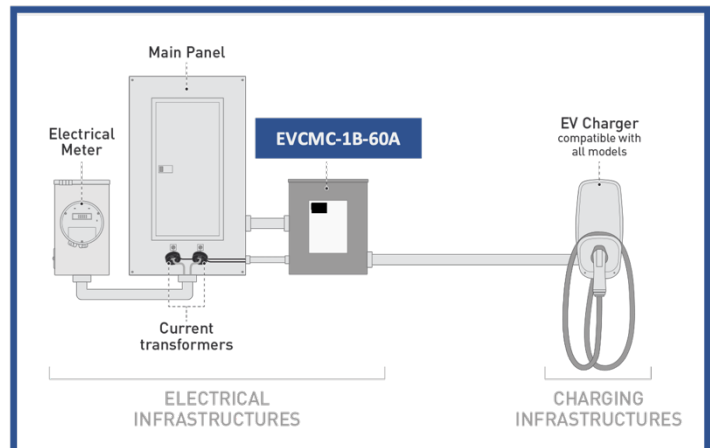 Main Panel
Electrical
Meter
EVCMC-1B-60A
EV Charger
compatible with
all models
Current
transformers
ELECTRICAL
INFRASTRUCTURES
CHARGING
INFRASTRUCTURES